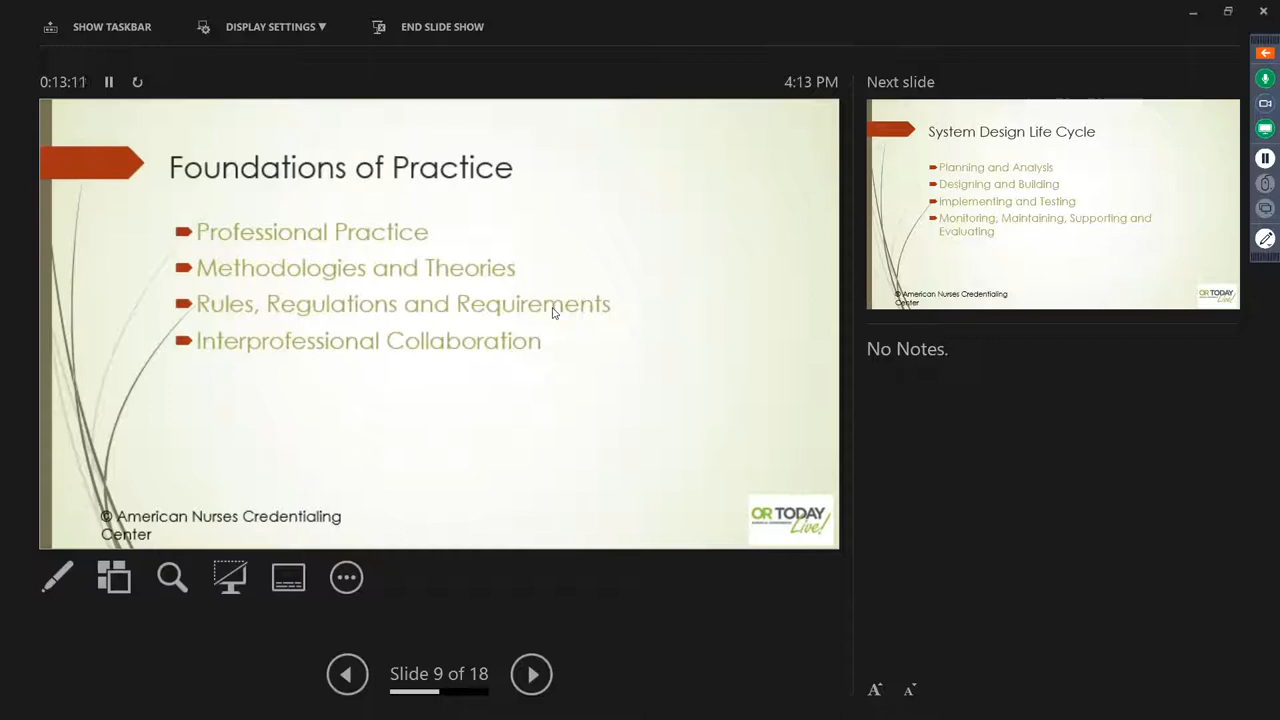 SHOW TASKBAR
DISPLAY SETTINGS ▼
END SLIDE SHOW
0:13:11
4:13 PM
Foundations of Practice
Professional Practice
Methodologies and Theories
Rules, Regulations and Requirements
Interprofessional Collaboration
© American Nurses Credentialing
Center
OR TODAY
Live!
Next slide
System Design Life Cycle
Planning and Analysis
Designing and Building
Implementing and Testing
Monitoring, Maintaining, Supporting and
Evaluating
© American Nurses Credentialing
Center
OR TODAY
Live!
No Notes.
Slide 9 of 18
A A